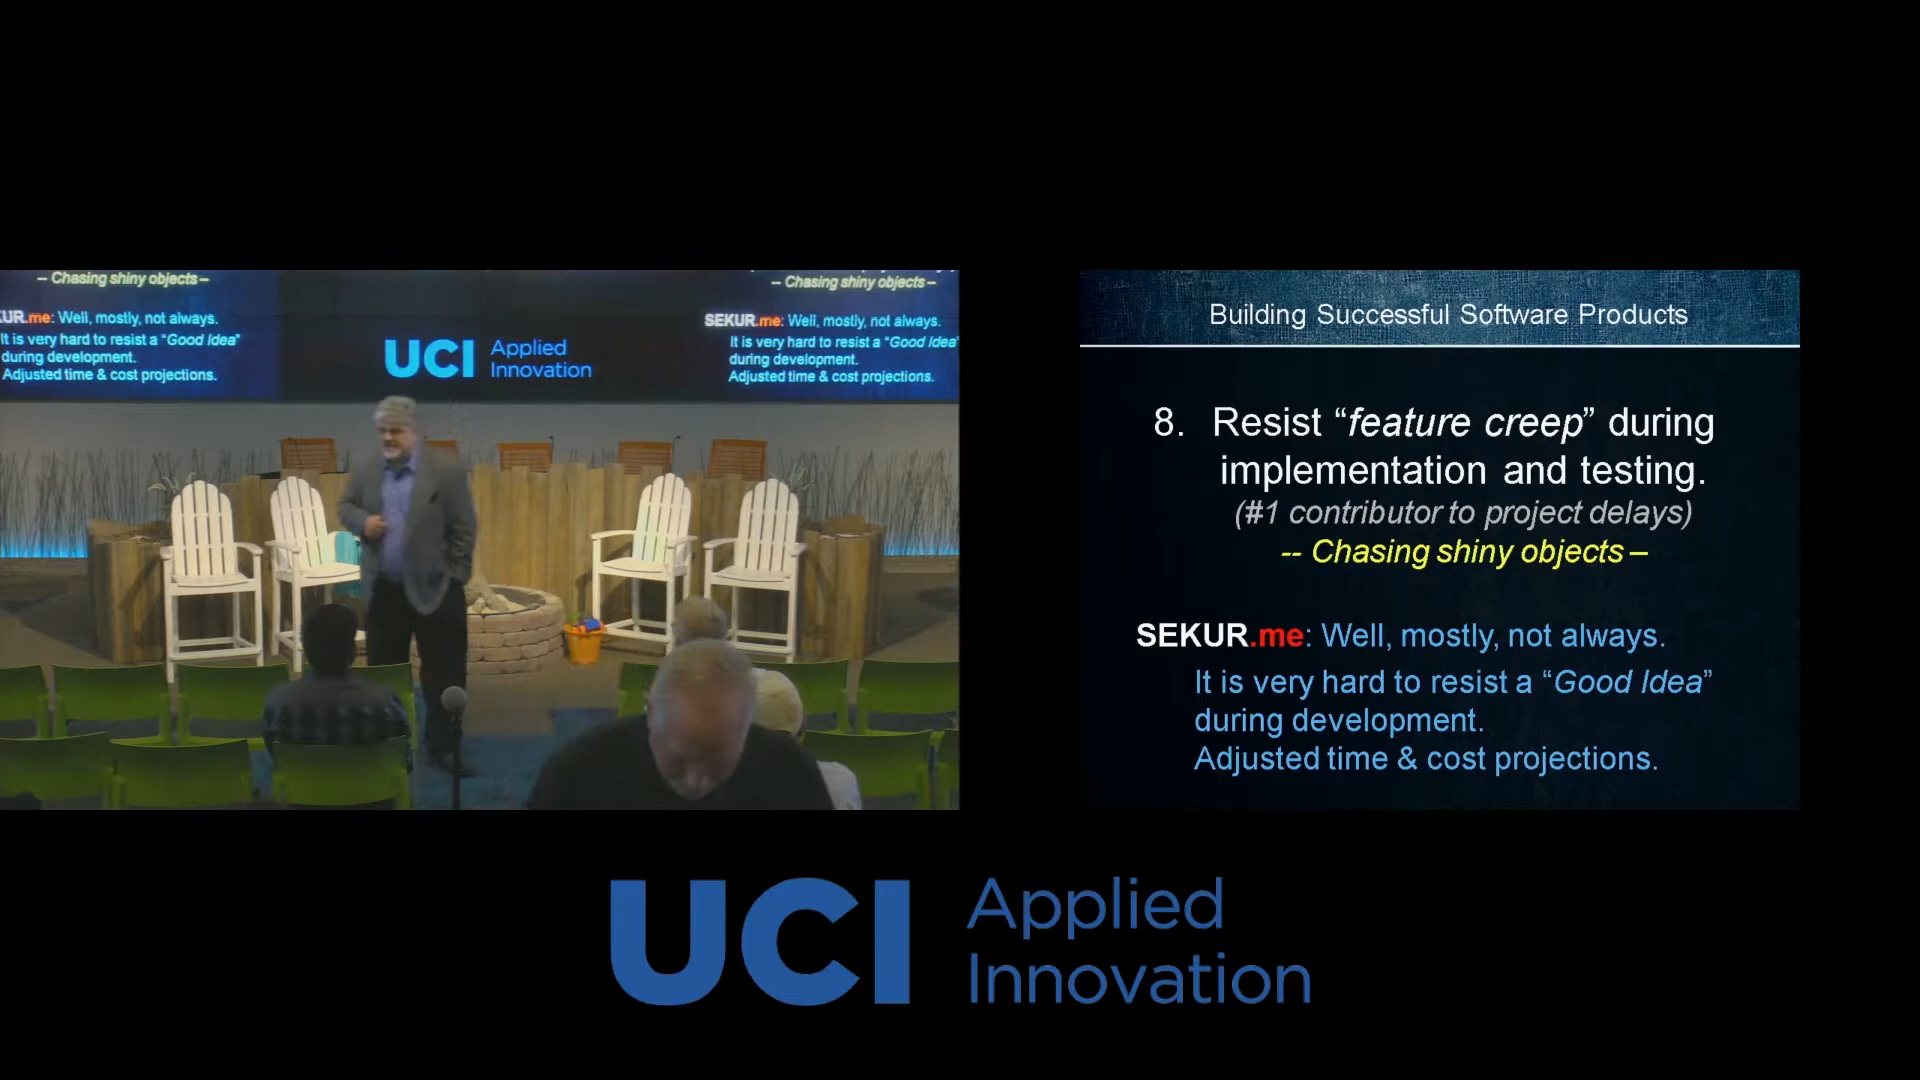 -- Chasing shiny objects –
UR.me: Well, mostly, not always.
It is very hard to resist a “Good Idea”
during development.
Adjusted time & cost projections.
UCI Applied
Innovation
-- Chasing shiny objects –
SEKUR.me: Well, mostly, not always.
It is very hard to resist a “Good Idea”
during development.
Adjusted time & cost projections.
Building Successful Software Products
8. Resist “feature creep” during
implementation and testing.
(#1 contributor to project delays)
-- Chasing shiny objects –
SEKUR.me: Well, mostly, not always.
It is very hard to resist a “Good Idea”
during development.
Adjusted time & cost projections.
UCI Applied
Innovation